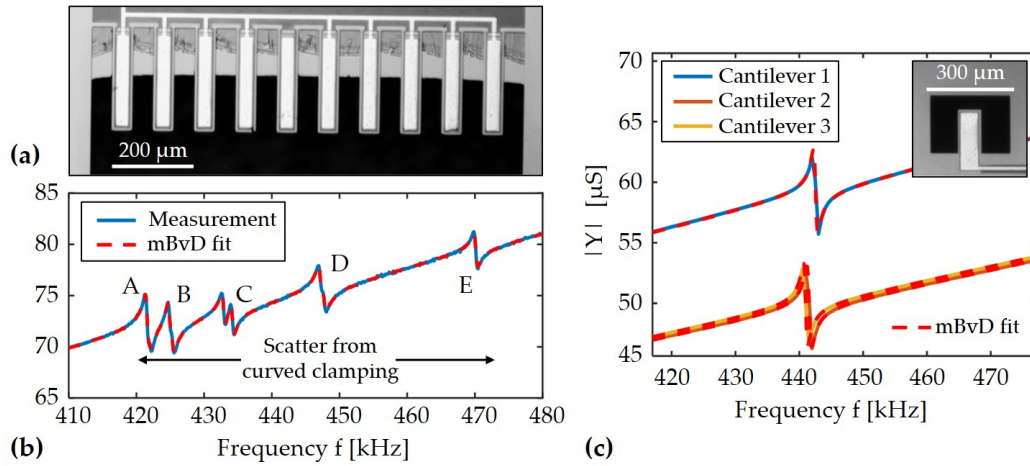 200 µm
(a)
85
80
75
70
65
Measurement
mBvD fit
A
B
C
D
E
Scatter from
curved clamping
410 420 430 440 450 460 470 480
Frequency f [kHz]
(b)
|Y| [µS]
70
65
60
55
50
45
Cantilever 1
Cantilever 2
Cantilever 3
300 µm
mBvD fit
420 430 440 450 460 470
Frequency f [kHz]
(c)